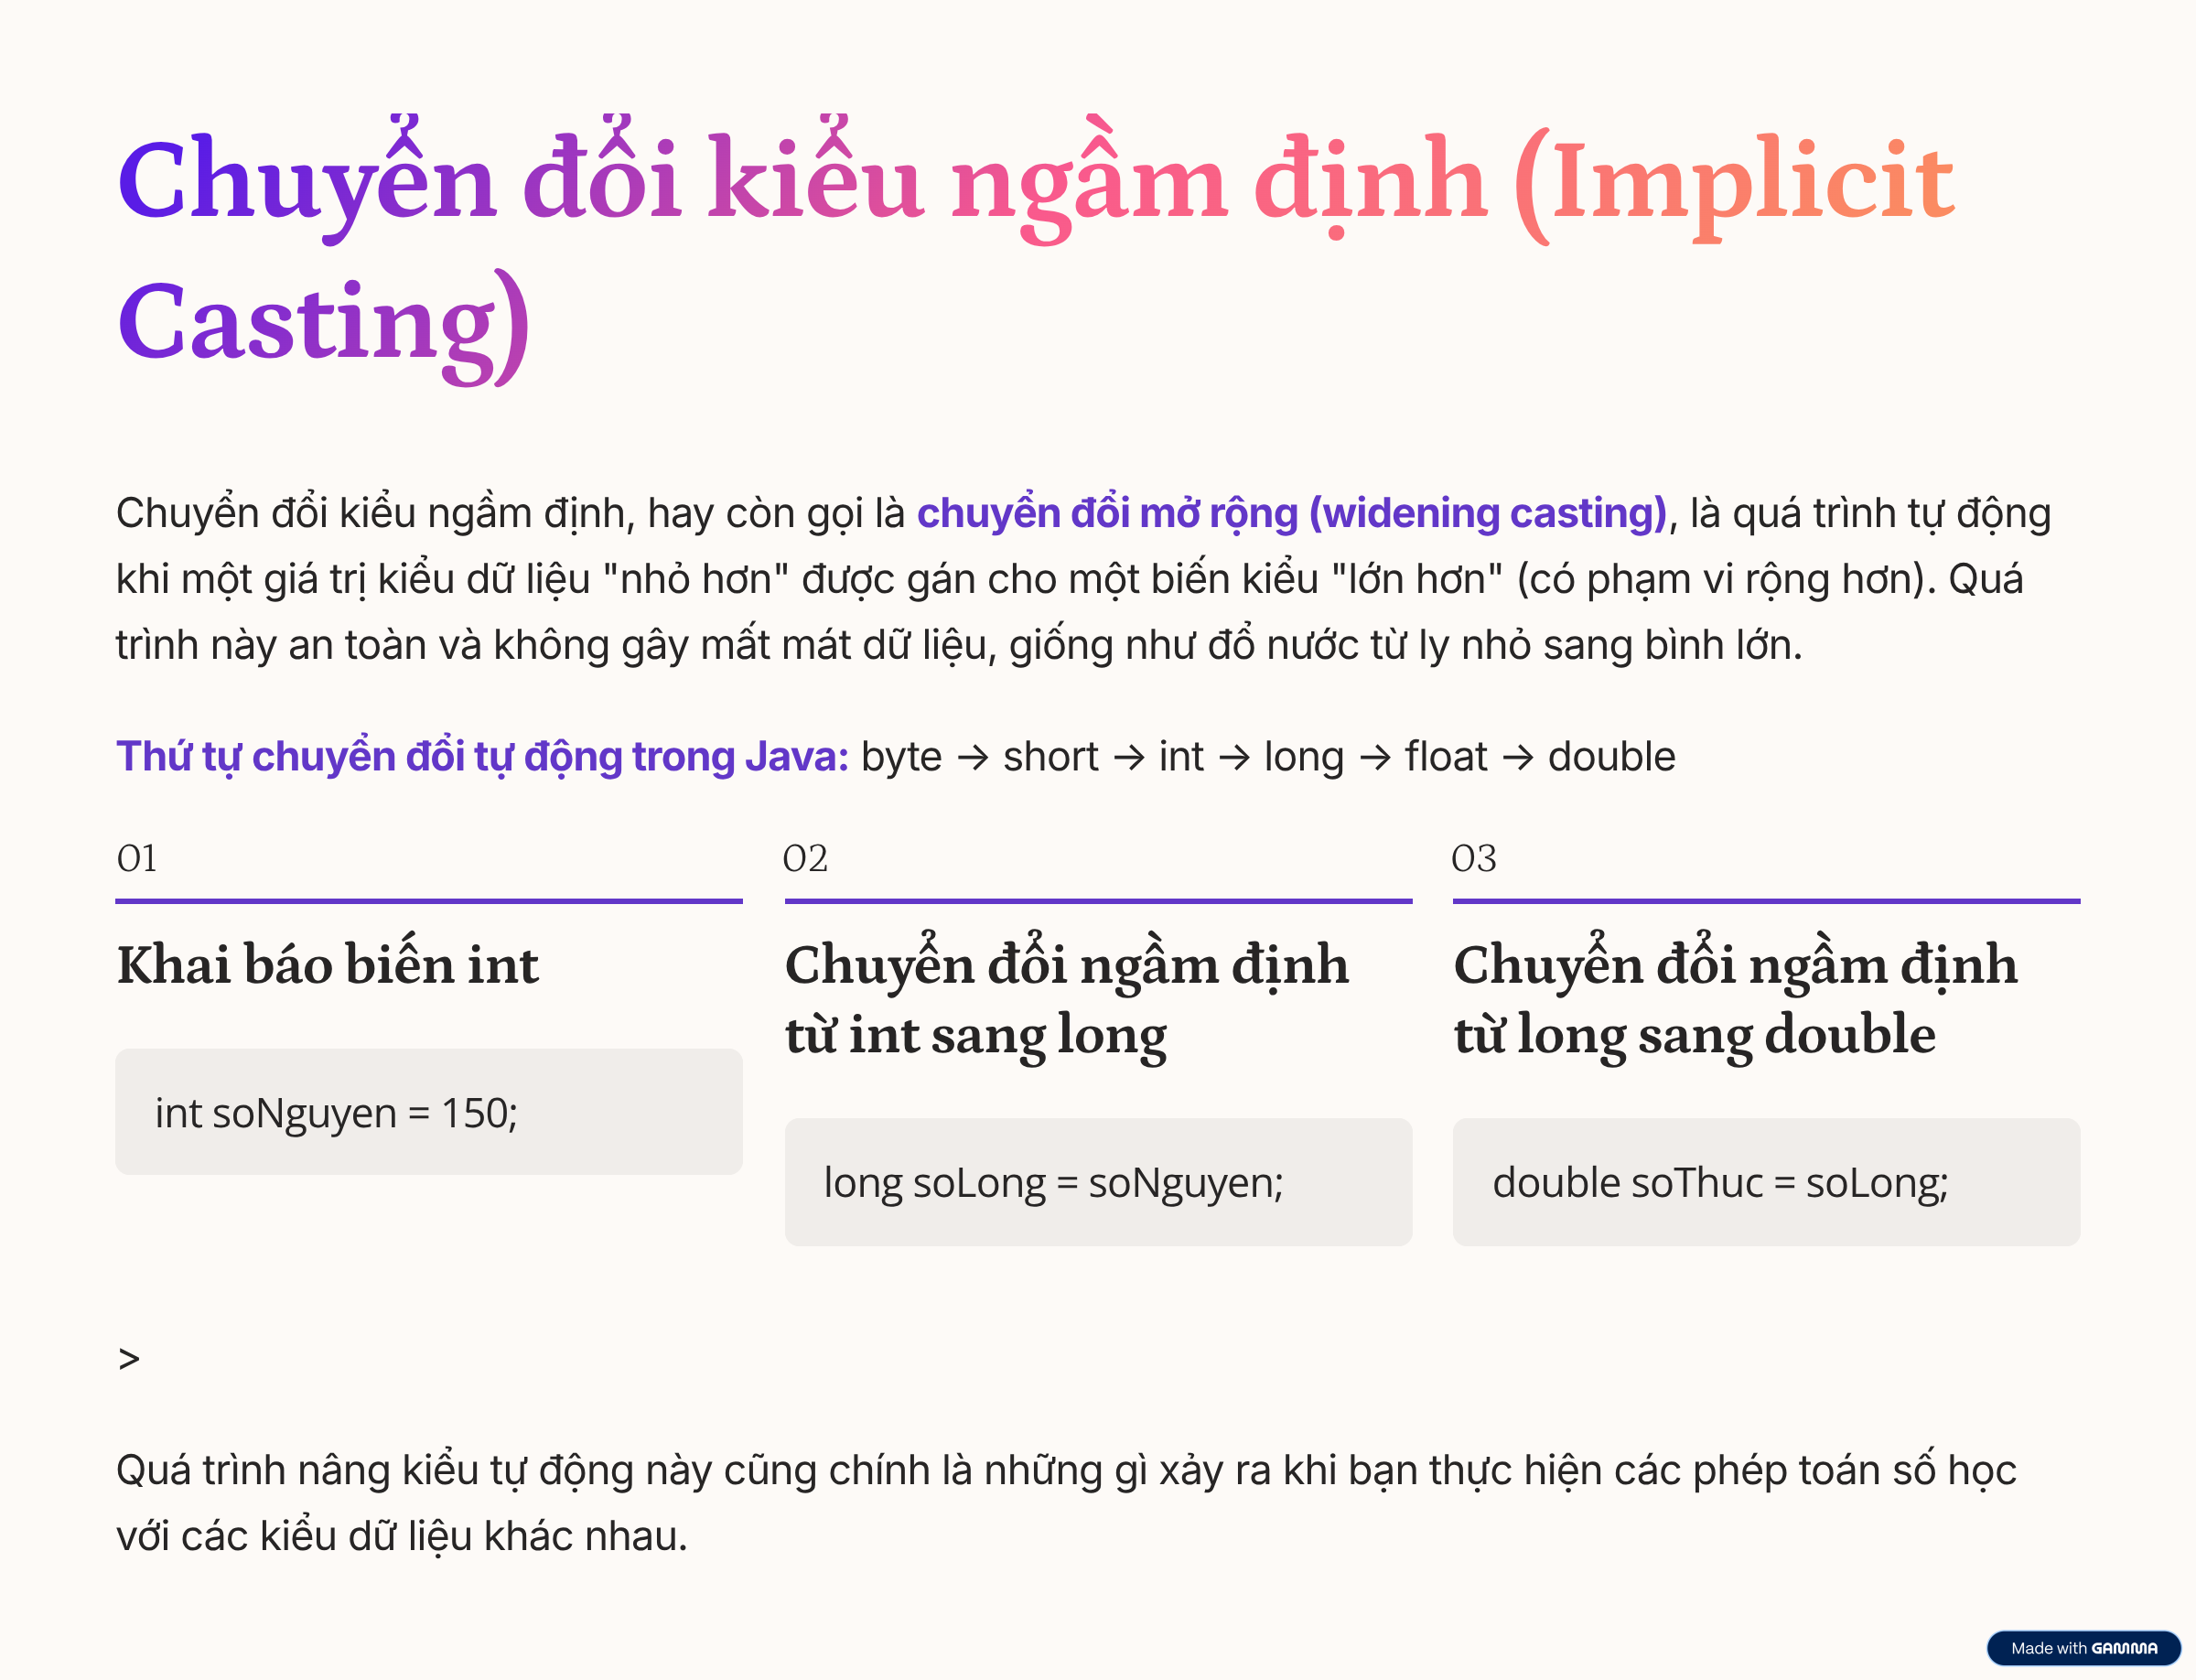 Chuyển đổi kiểu ngầm định (Implicit
Casting)
Chuyển đổi kiểu ngầm định, hay còn gọi là chuyển đổi mở rộng (widening casting), là quá trình tự động
khi một giá trị kiểu dữ liệu "nhỏ hơn" được gán cho một biến kiểu "lớn hơn" (có phạm vi rộng hơn). Quá
trình này an toàn và không gây mất mát dữ liệu, giống như đổ nước từ ly nhỏ sang bình lớn.
Thứ tự chuyển đổi tự động trong Java: byte → short → int → long → float → double
01
Khai báo biến int
int soNguyen = 150;
02
Chuyển đổi ngầm định
từ int sang long
long soLong = soNguyen;
03
Chuyển đổi ngầm định
từ long sang double
double soThuc = soLong;
>
Quá trình nâng kiểu tự động này cũng chính là những gì xảy ra khi bạn thực hiện các phép toán số học
với các kiểu dữ liệu khác nhau.
Made with GAMMA